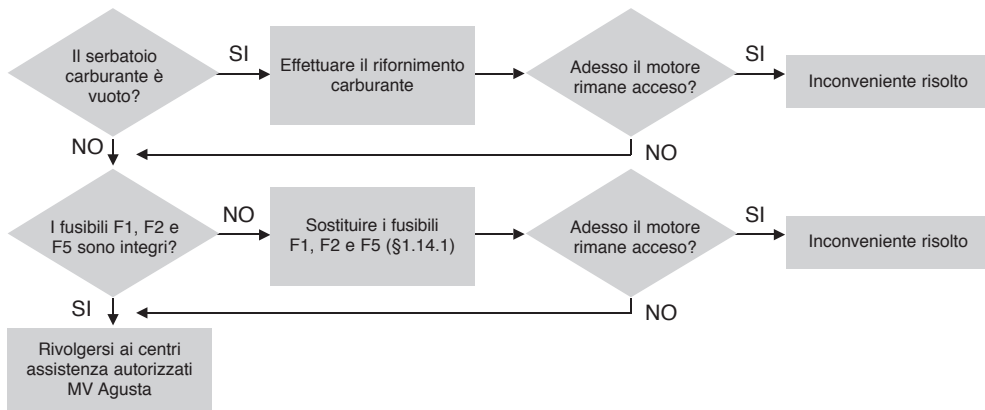 Il serbatoio
carburante è
vuoto?
SI
Effettuare il rifornimento
carburante
Adesso il motore
rimane acceso?
SI
Inconveniente risolto
NO
NO
I fusibili F1, F2 e
F5 sono integri?
NO
Sostituire i fusibili
F1, F2 e F5 (§1.14.1)
Adesso il motore
rimane acceso?
SI
Inconveniente risolto
SI
NO
Rivolgersi ai centri
assistenza autorizzati
MV Agusta